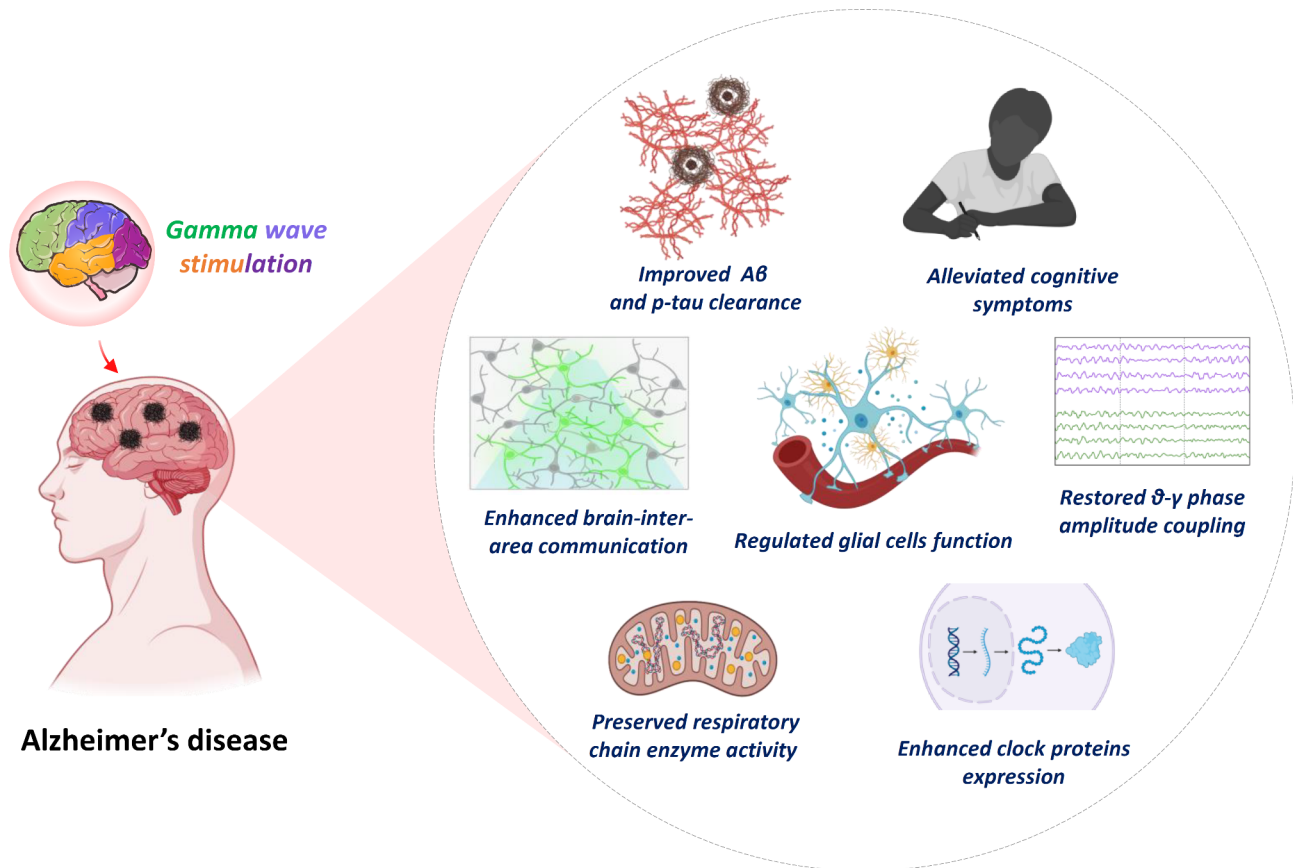 Gamma wave
stimulation
Alzheimer’s disease
Improved Aβ
and p-tau clearance
Alleviated cognitive
symptoms
Enhanced brain-inter-
area communication
Regulated glial cells function
Restored ϑ-γ phase
amplitude coupling
Preserved respiratory
chain enzyme activity
Enhanced clock proteins
expression